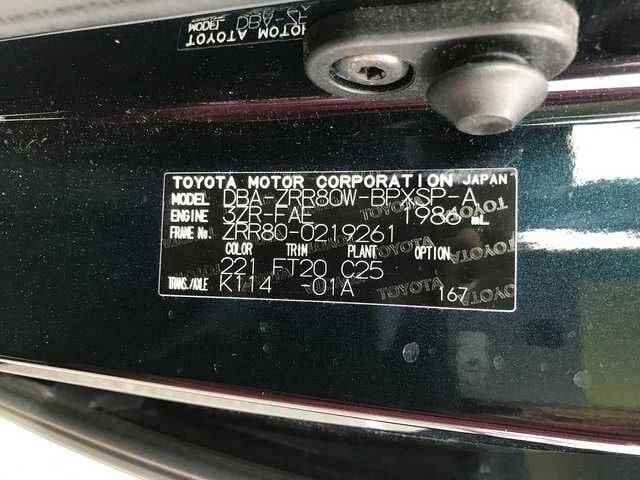 TOYOTA MOTOR CORPORATION JAPAN
MODEL DBA-ZRR80W-BPXSP-A
ENGINE 3ZR-FAE 1986 mL
FRAME No. ZRR80-0219261
COLOR TRIM PLANT OPTION
221 FT20 C25
TRANS./AXLE K114 -01A 167